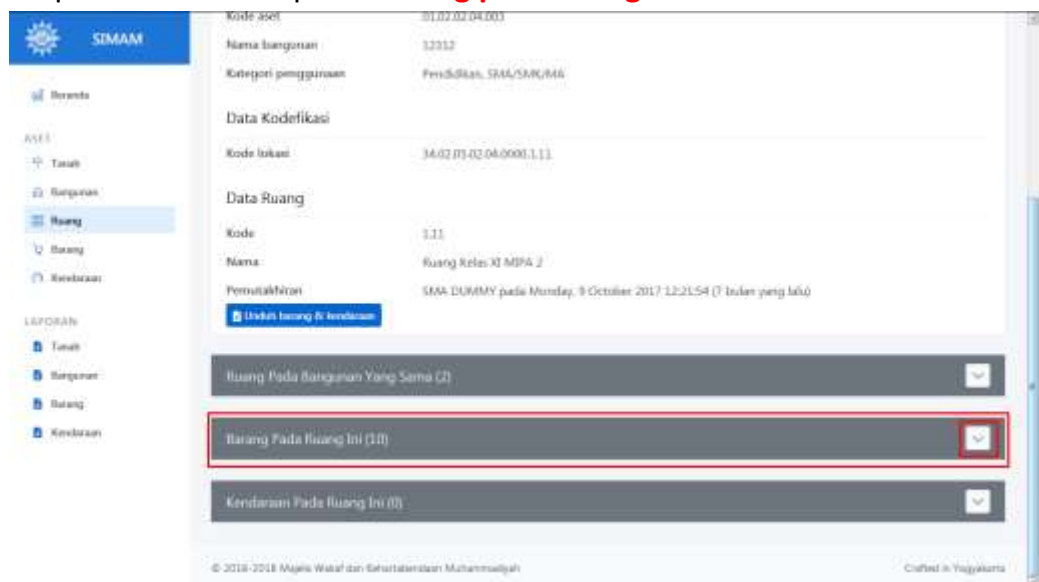 SIMAM
Beranda
ASET
Tanah
Bangunan
Ruang
Barang
Kendaraan
LAPORAN
Tanah
Bangunan
Barang
Kendaraan
Kode aset 01.02.02.04.003
Nama bangunan 12312
Kategori penggunaan Pendidikan, SMA/SMK/MA
Data Kodefikasi
Kode lokasi 34.02.03.02.04.0000.1.11
Data Ruang
Kode 1.11
Nama Ruang Kelas XI MIPA 2
Pemutakhiran SMA DUMMY pada Monday, 9 October 2017 12:21:54 (7 bulan yang lalu)
Unduh barang & kendaraan
Ruang Pada Bangunan Yang Sama (2)
Barang Pada Ruang Ini (10)
Kendaraan Pada Ruang Ini (0)
© 2016-2018 Majelis Wakaf dan Kehartabendaan Muhammadiyah
Crafted in Yogyakarta